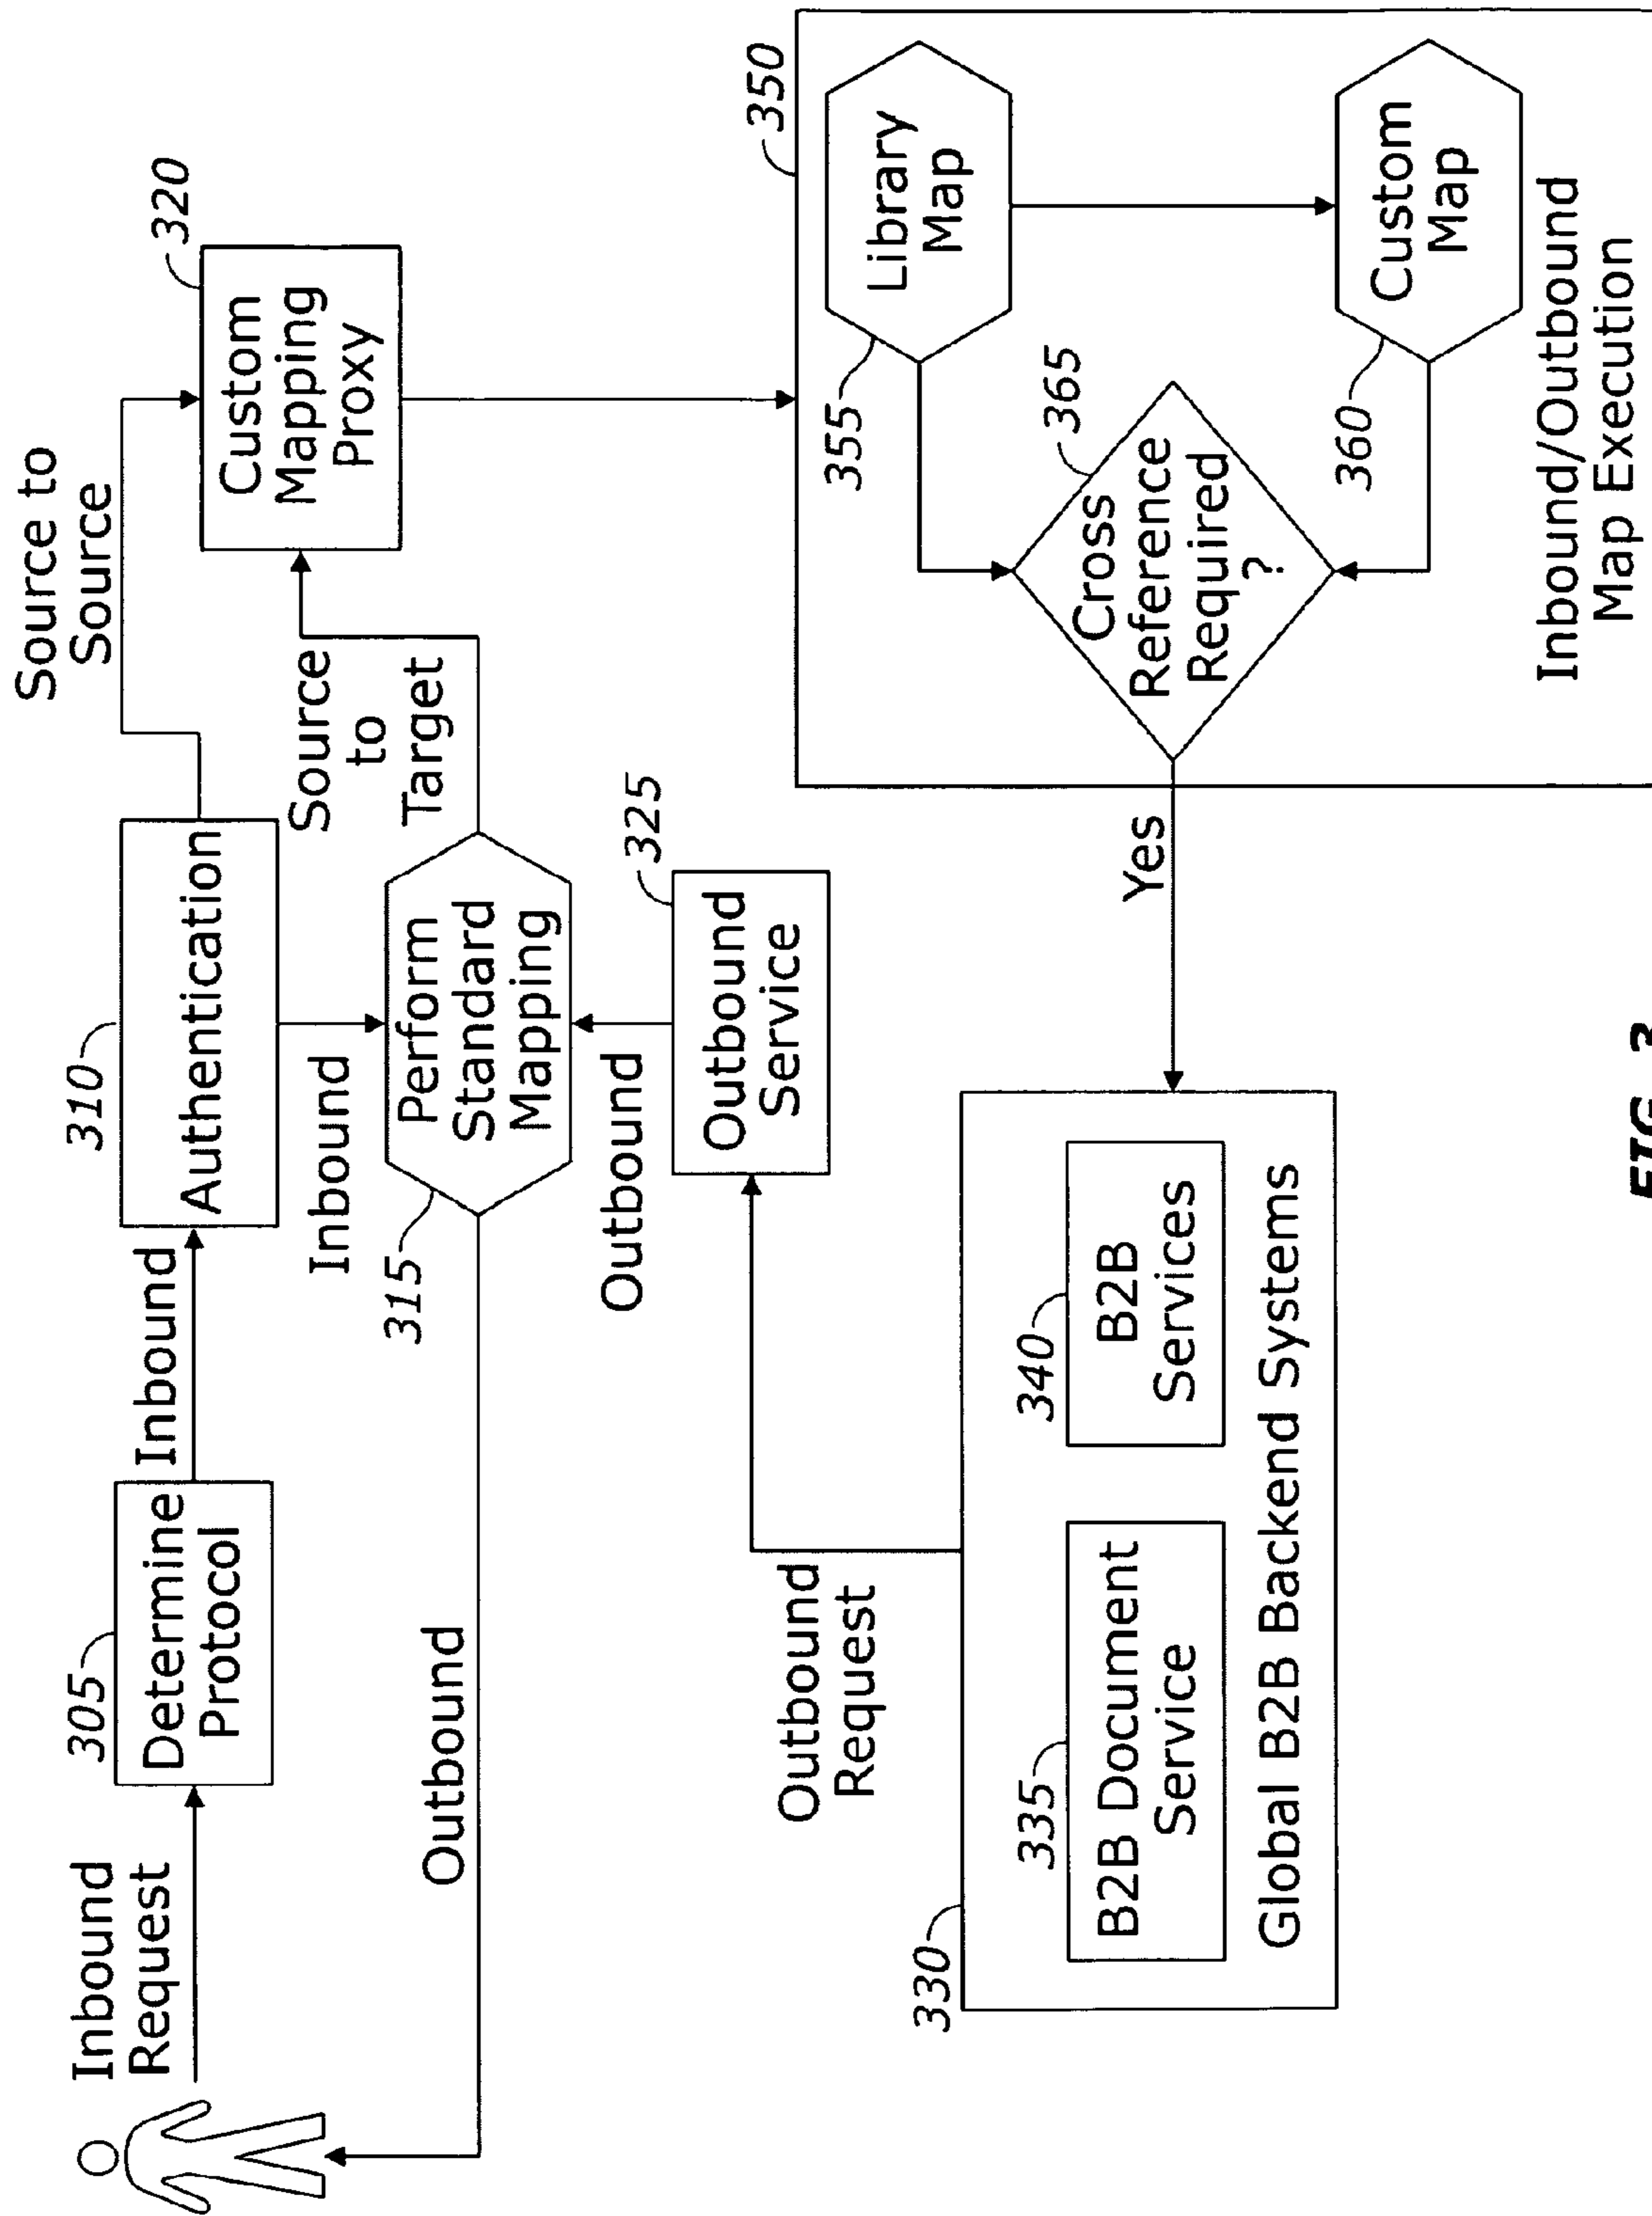 Inbound
Request
305
Determine
Protocol
Inbound
310
Authentication
Source to
Source
320
Custom
Mapping
Proxy
Inbound
315
Perform
Standard
Mapping
Source
to
Target
Outbound
Outbound
325
Outbound
Service
Outbound
Request
330
335
B2B Document
Service
340
B2B
Services
Global B2B Backend Systems
Yes
350
355
Library
Map
365
Cross
Reference
Required
?
360
Custom
Map
Inbound/Outbound
Map Execution
FIG. 3